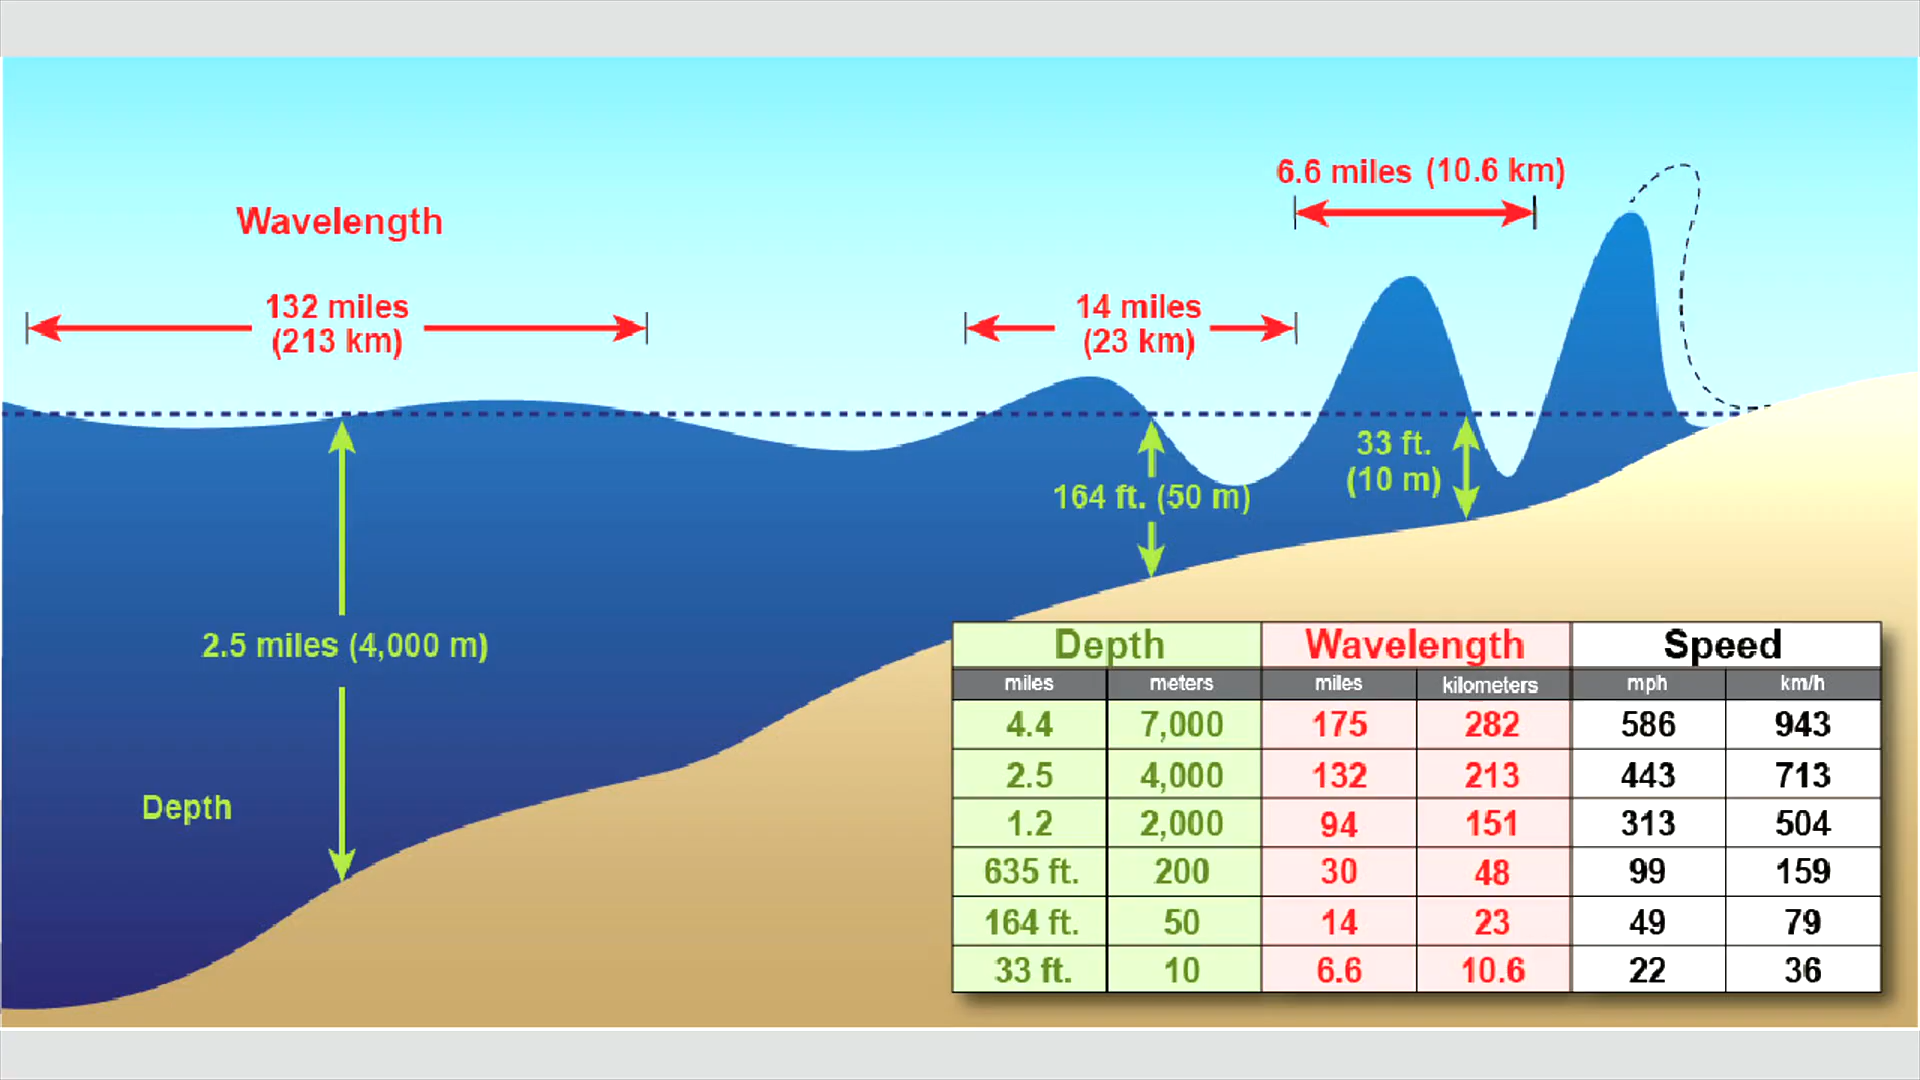 6.6 miles (10.6 km)
Wavelength
132 miles
(213 km)
14 miles
(23 km)
33 ft.
(10 m)
164 ft. (50 m)
2.5 miles (4,000 m)
Depth
Depth Wavelength Speed
miles meters miles kilometers mph km/h
4.4 7,000 175 282 586 943
2.5 4,000 132 213 443 713
1.2 2,000 94 151 313 504
635 ft. 200 30 48 99 159
164 ft. 50 14 23 49 79
33 ft. 10 6.6 10.6 22 36